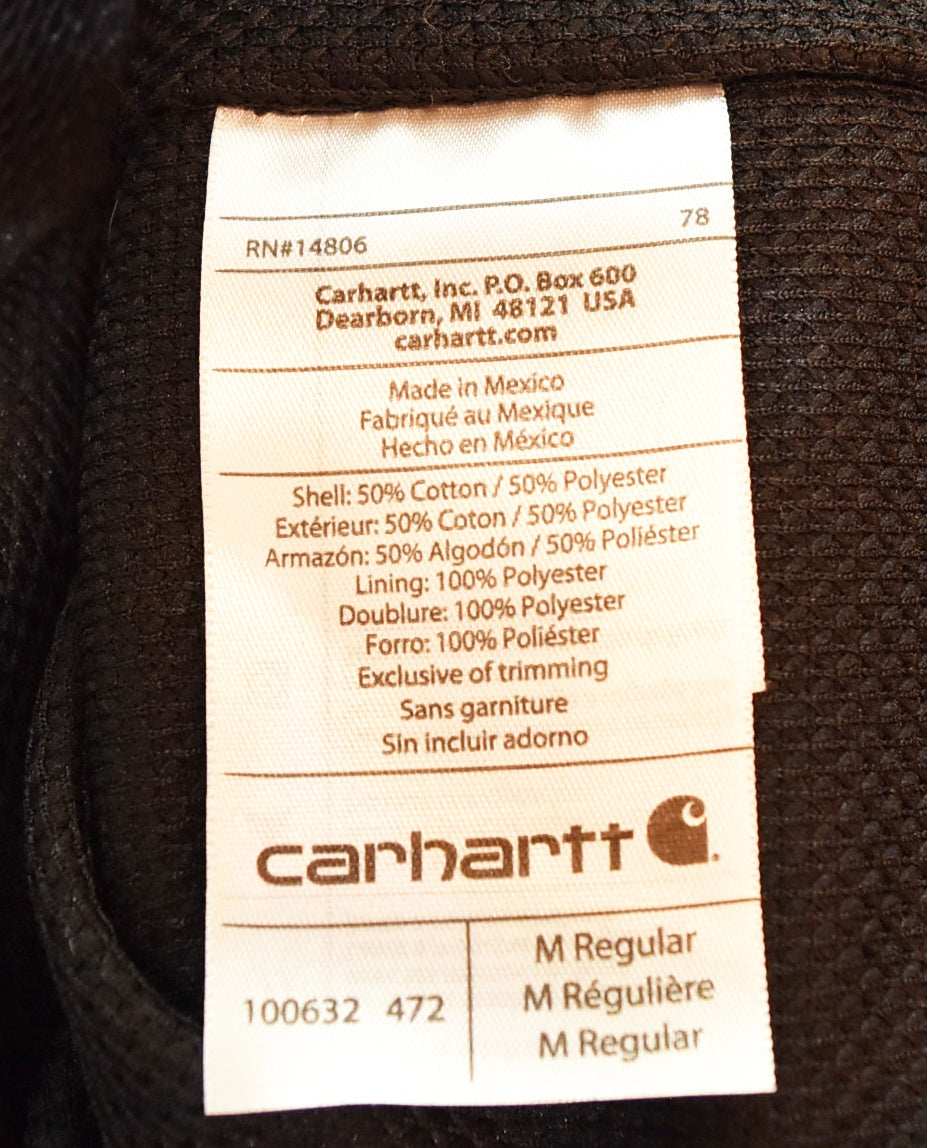 78
RN#14806
Carhartt, Inc. P.O. Box 600
Dearborn, MI 48121 USA
carhartt.com
Made in Mexico
Fabriqué au Mexique
Hecho en México
Shell: 50% Cotton / 50% Polyester
Extérieur: 50% Coton / 50% Polyester
Armazón: 50% Algodón / 50% Poliéster
Lining: 100% Polyester
Doublure: 100% Polyester
Forro: 100% Poliéster
Exclusive of trimming
Sans garniture
Sin incluir adorno
carhartt
100632 472
M Regular
M Régulière
M Regular